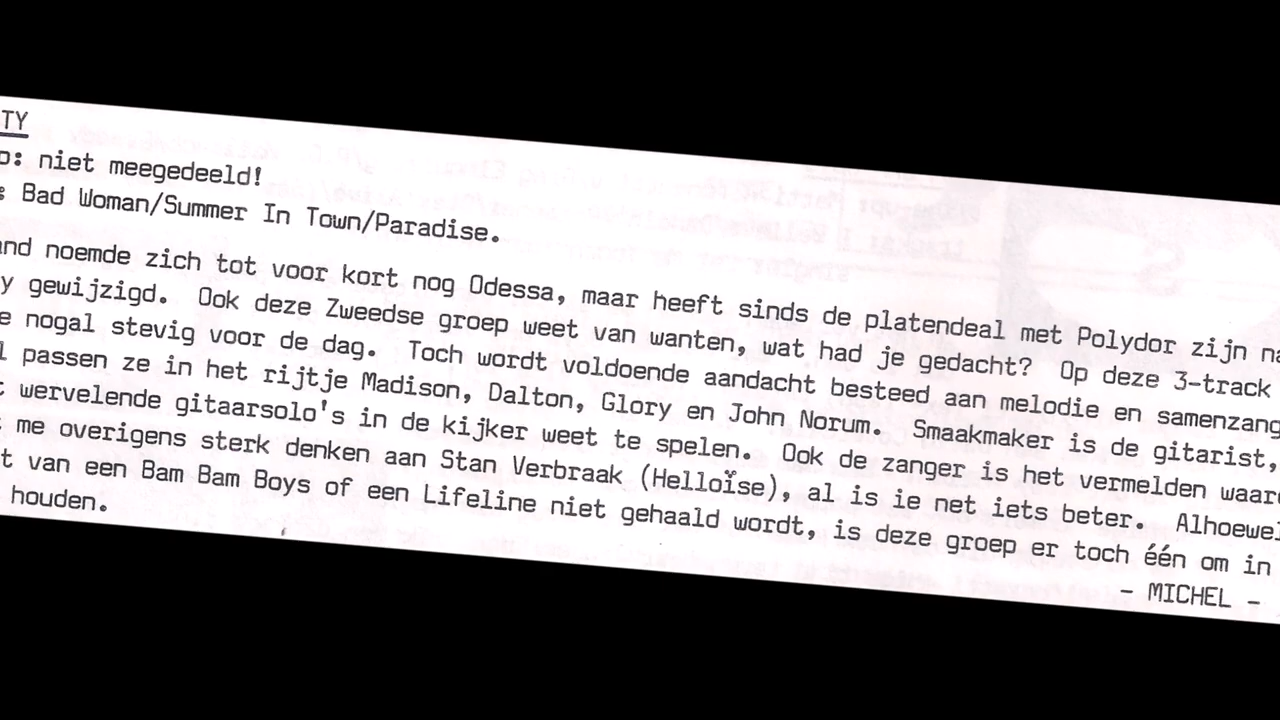 TY
o: niet meegedeeld!
: Bad Woman/Summer In Town/Paradise.
and noemde zich tot voor kort nog Odessa, maar heeft sinds de platendeal met Polydor zijn na
y gewijzigd. Ook deze Zweedse groep weet van wanten, wat had je gedacht? Op deze 3-track
e nogal stevig voor de dag. Toch wordt voldoende aandacht besteed aan melodie en samenzang
l passen ze in het rijtje Madison, Dalton, Glory en John Norum. Smaakmaker is de gitarist,
t wervelende gitaarsolo's in de kijker weet te spelen. Ook de zanger is het vermelden waar
t me overigens sterk denken aan Stan Verbraak (Helloïse), al is ie net iets beter. Alhoewel
t van een Bam Bam Boys of een Lifeline niet gehaald wordt, is deze groep er toch één om in
houden.
- MICHEL -